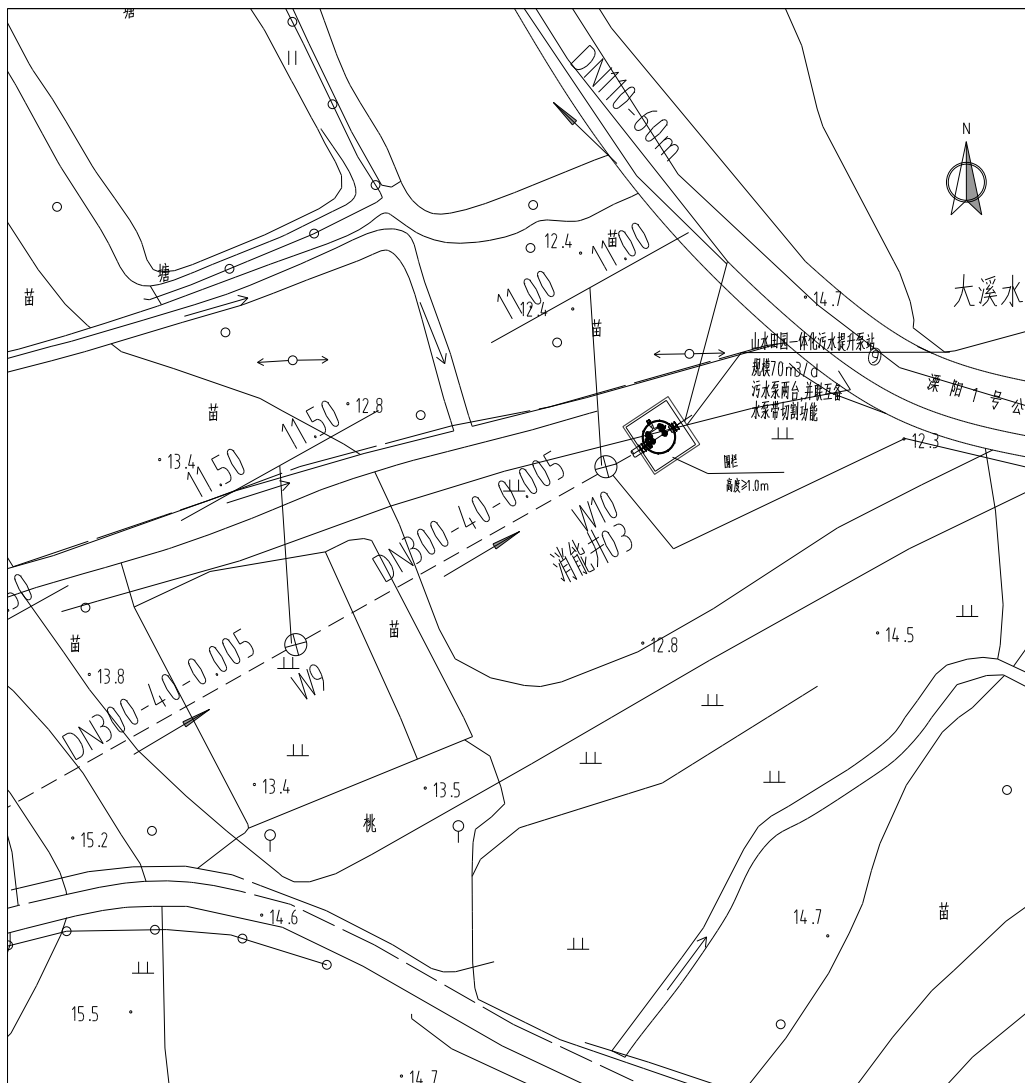 塘
DN110-60m
N
苗
塘
12.4
苗
11.00
11.00
12.4
苗
14.7
大溪水
山水田园一体化污水提升泵站
规模70m3/d
污水泵两台,并联互备
水泵带切割功能
⑨
溧阳1号公
苗
12.8
11.50
11.50
13.4
12.3
围栏
高度≥1.0m
DN300-40-0.005
W10
消能井03
苗
苗
13.8
DN300-40-0.005
W9
12.8
14.5
13.4
13.5
桃
15.2
14.6
14.7
苗
15.5
14.7